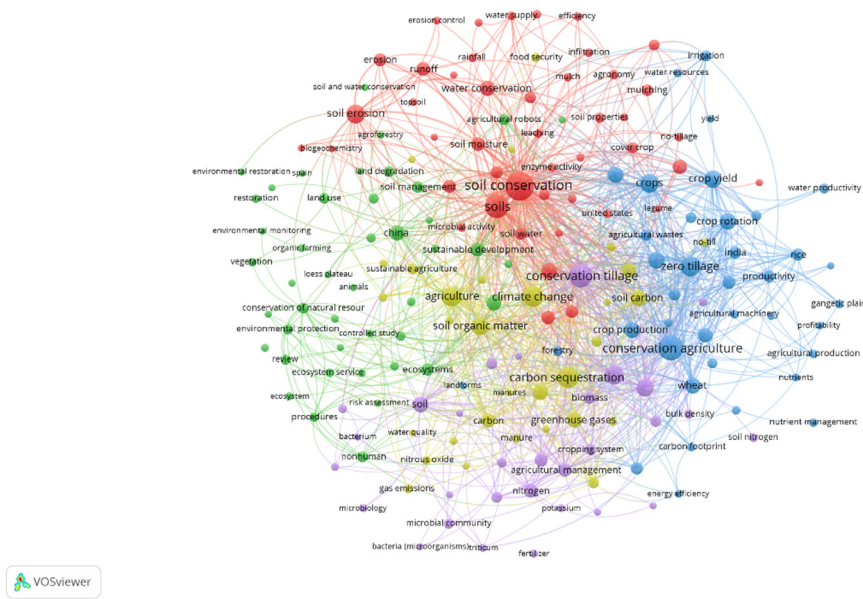 erosion control
water supply
efficiency
erosion
runoff
rainfall
food security
infiltration
irrigation
soil and water conservation
water conservation
mulch
agronomy
water resources
mulching
topsoil
soil erosion
agricultural robots
soil properties
yield
agroforestry
leaching
no-tillage
biogeochemistry
soil moisture
cover crop
environmental restoration
spain
land degradation
enzyme activity
soil management
soil conservation
crops
crop yield
water productivity
restoration
land use
soils
united states
legume
crop rotation
environmental monitoring
china
microbial activity
soil water
agricultural wastes
no-till
organic farming
sustainable development
india
rice
vegetation
loess plateau
sustainable agriculture
conservation tillage
zero tillage
productivity
animals
agriculture
climate change
soil carbon
gangetic plain
conservation of natural resour
agricultural machinery
environmental protection
controlled study
soil organic matter
crop production
profitability
review
forestry
conservation agriculture
agricultural production
ecosystem service
ecosystems
carbon sequestration
nutrients
landforms
wheat
ecosystem
risk assessment
soil
manures
biomass
procedures
carbon
greenhouse gases
bulk density
nutrient management
bacterium
water quality
manure
soil nitrogen
nonhuman
nitrous oxide
cropping system
carbon footprint
agricultural management
gas emissions
nitrogen
energy efficiency
microbiology
potassium
microbial community
bacteria (microorganisms)
triticum
fertilizer
VOSviewer